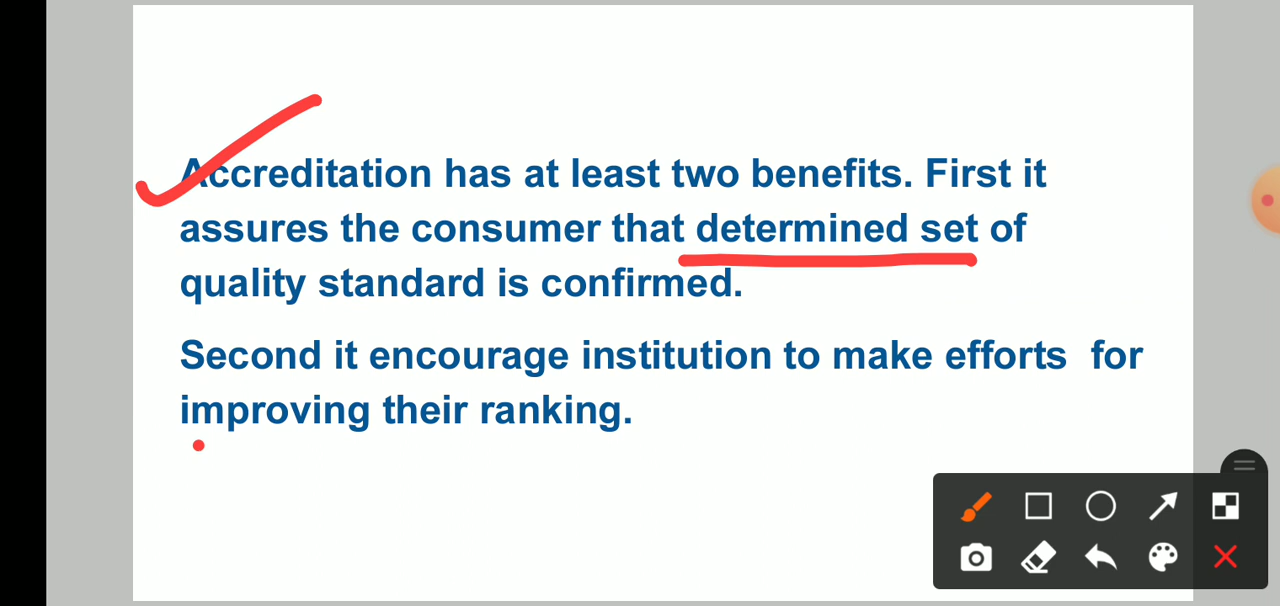 Accreditation has at least two benefits. First it
assures the consumer that determined set of
quality standard is confirmed.
Second it encourage institution to make efforts for
improving their ranking.